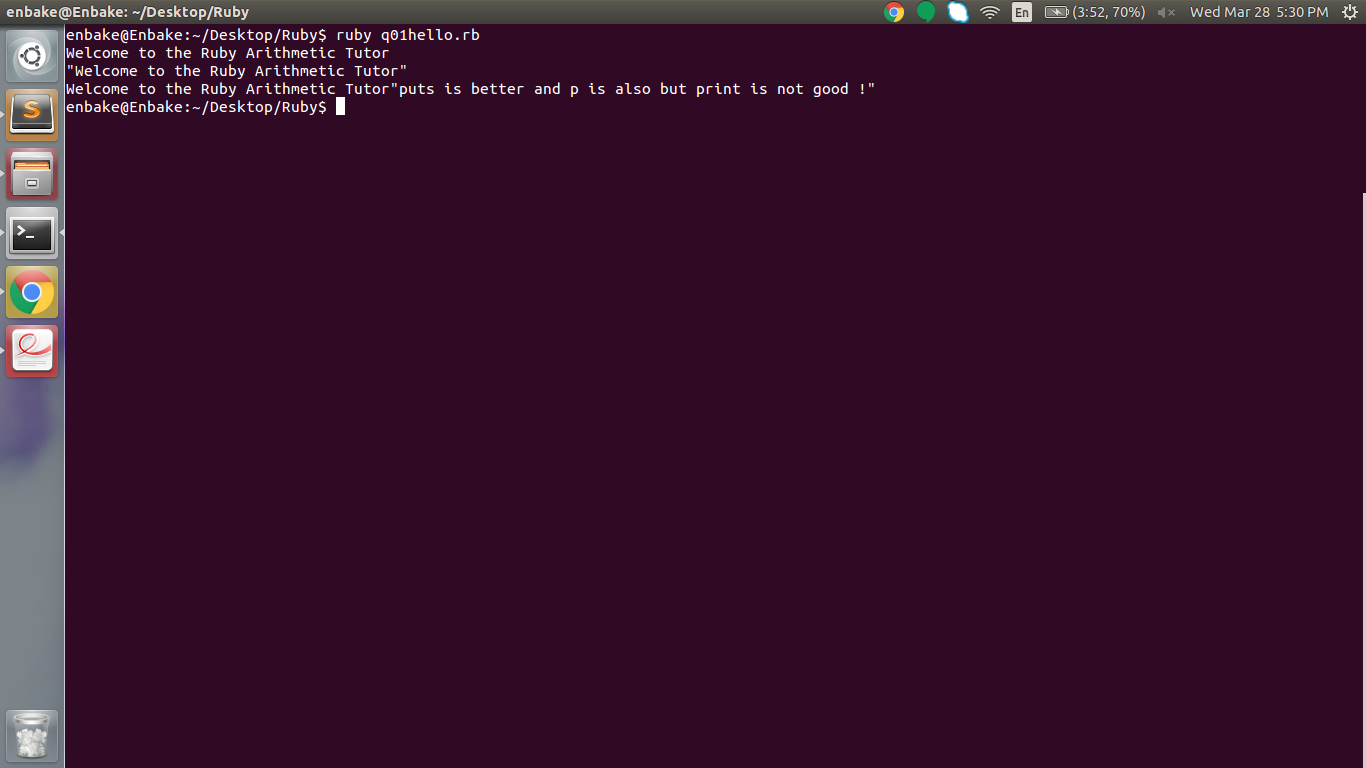 enbake@Enbake: ~/Desktop/Ruby
En
(3:52, 70%)
Wed Mar 28 5:30 PM
enbake@Enbake:~/Desktop/Ruby$ ruby q01hello.rb
Welcome to the Ruby Arithmetic Tutor
"Welcome to the Ruby Arithmetic Tutor"
Welcome to the Ruby Arithmetic Tutor"puts is better and p is also but print is not good !"
enbake@Enbake:~/Desktop/Ruby$